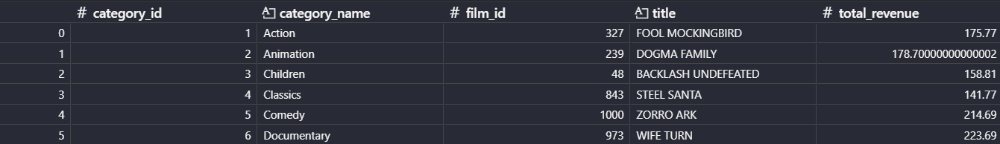 # category_id A category_name # film_id A title # total_revenue
0 1 Action 327 FOOL MOCKINGBIRD 175.77
1 2 Animation 239 DOGMA FAMILY 178.70000000000002
2 3 Children 48 BACKLASH UNDEFEATED 158.81
3 4 Classics 843 STEEL SANTA 141.77
4 5 Comedy 1000 ZORRO ARK 214.69
5 6 Documentary 973 WIFE TURN 223.69